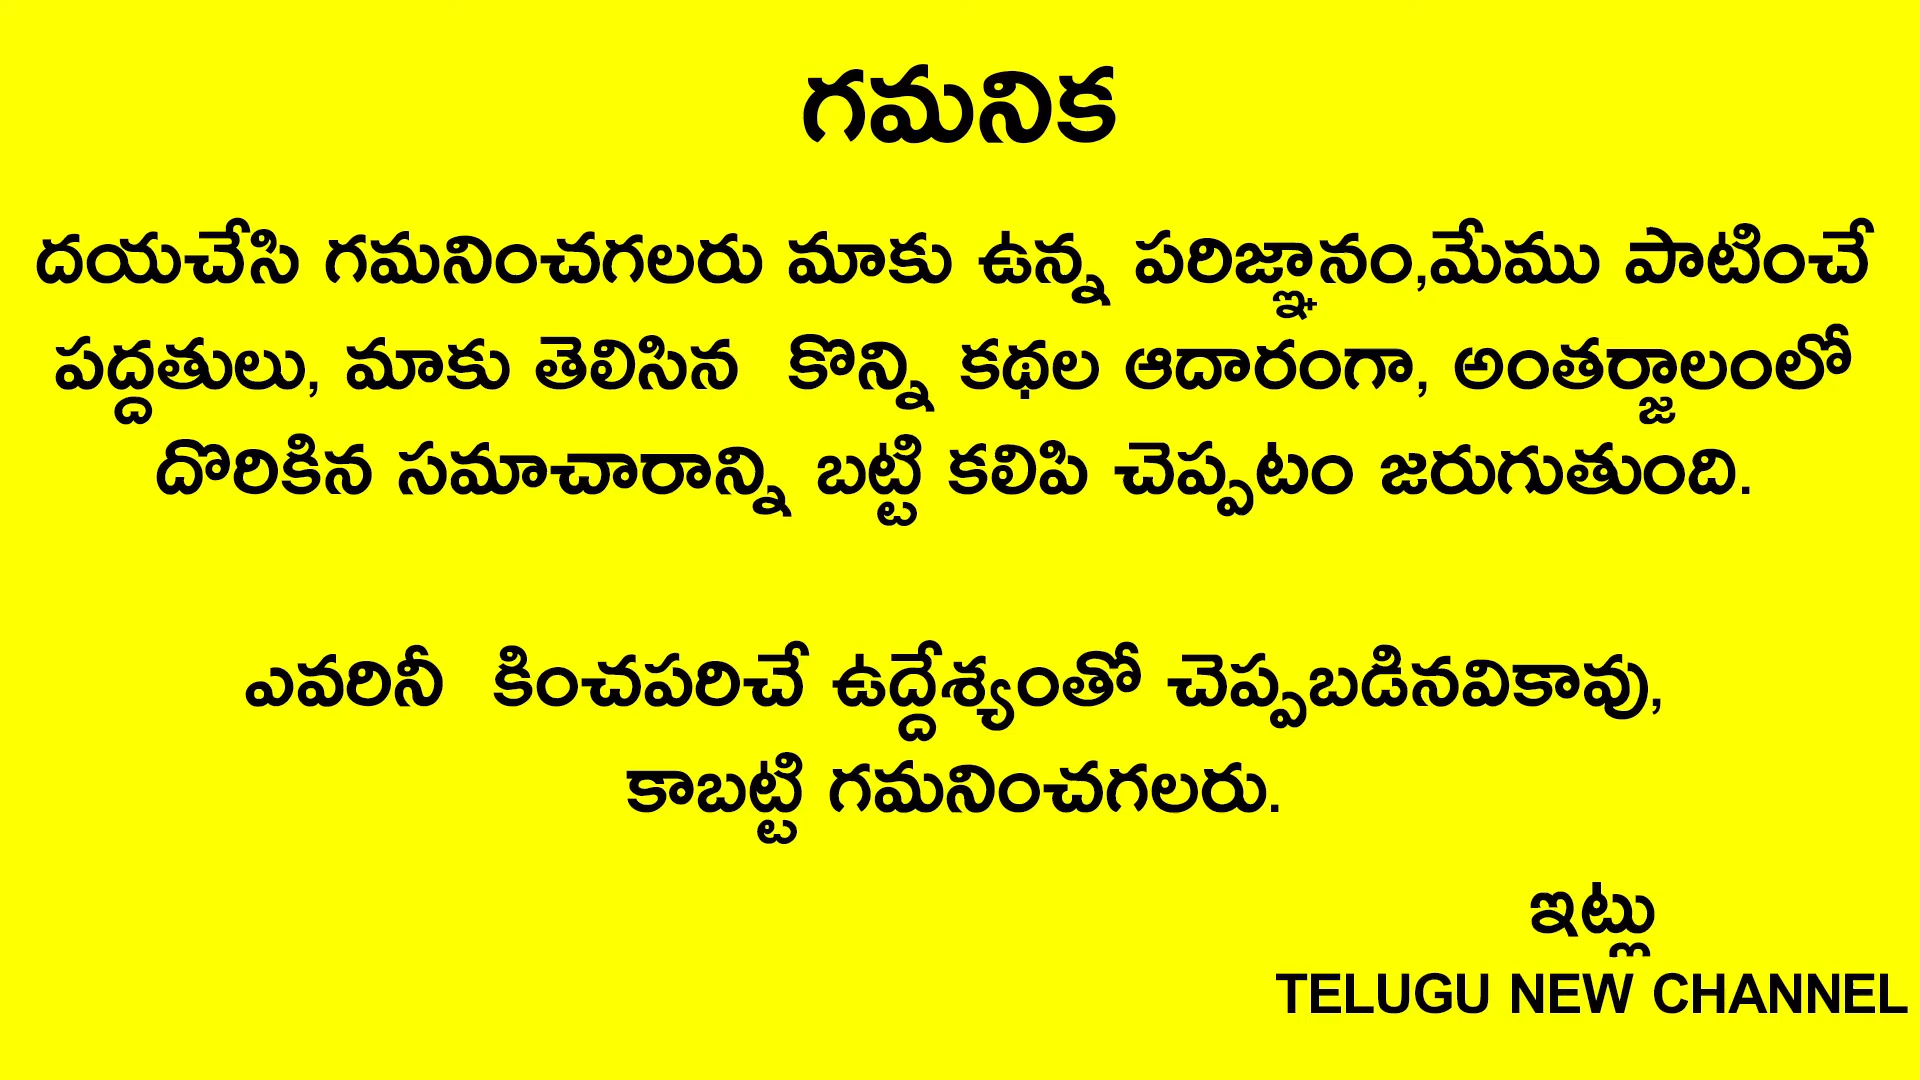 గమనిక
దయచేసి గమనించగలరు మాకు ఉన్న పరిజ్ఞానం,మేము పాటించే
పద్దతులు, మాకు తెలిసిన కొన్ని కథల ఆదారంగా, అంతర్జాలంలో
దొరికిన సమాచారాన్ని బట్టి కలిపి చెప్పటం జరుగుతుంది.
ఎవరినీ కించపరిచే ఉద్దేశ్యంతో చెప్పబడినవికావు,
కాబట్టి గమనించగలరు.
ఇట్లు
TELUGU NEW CHANNEL